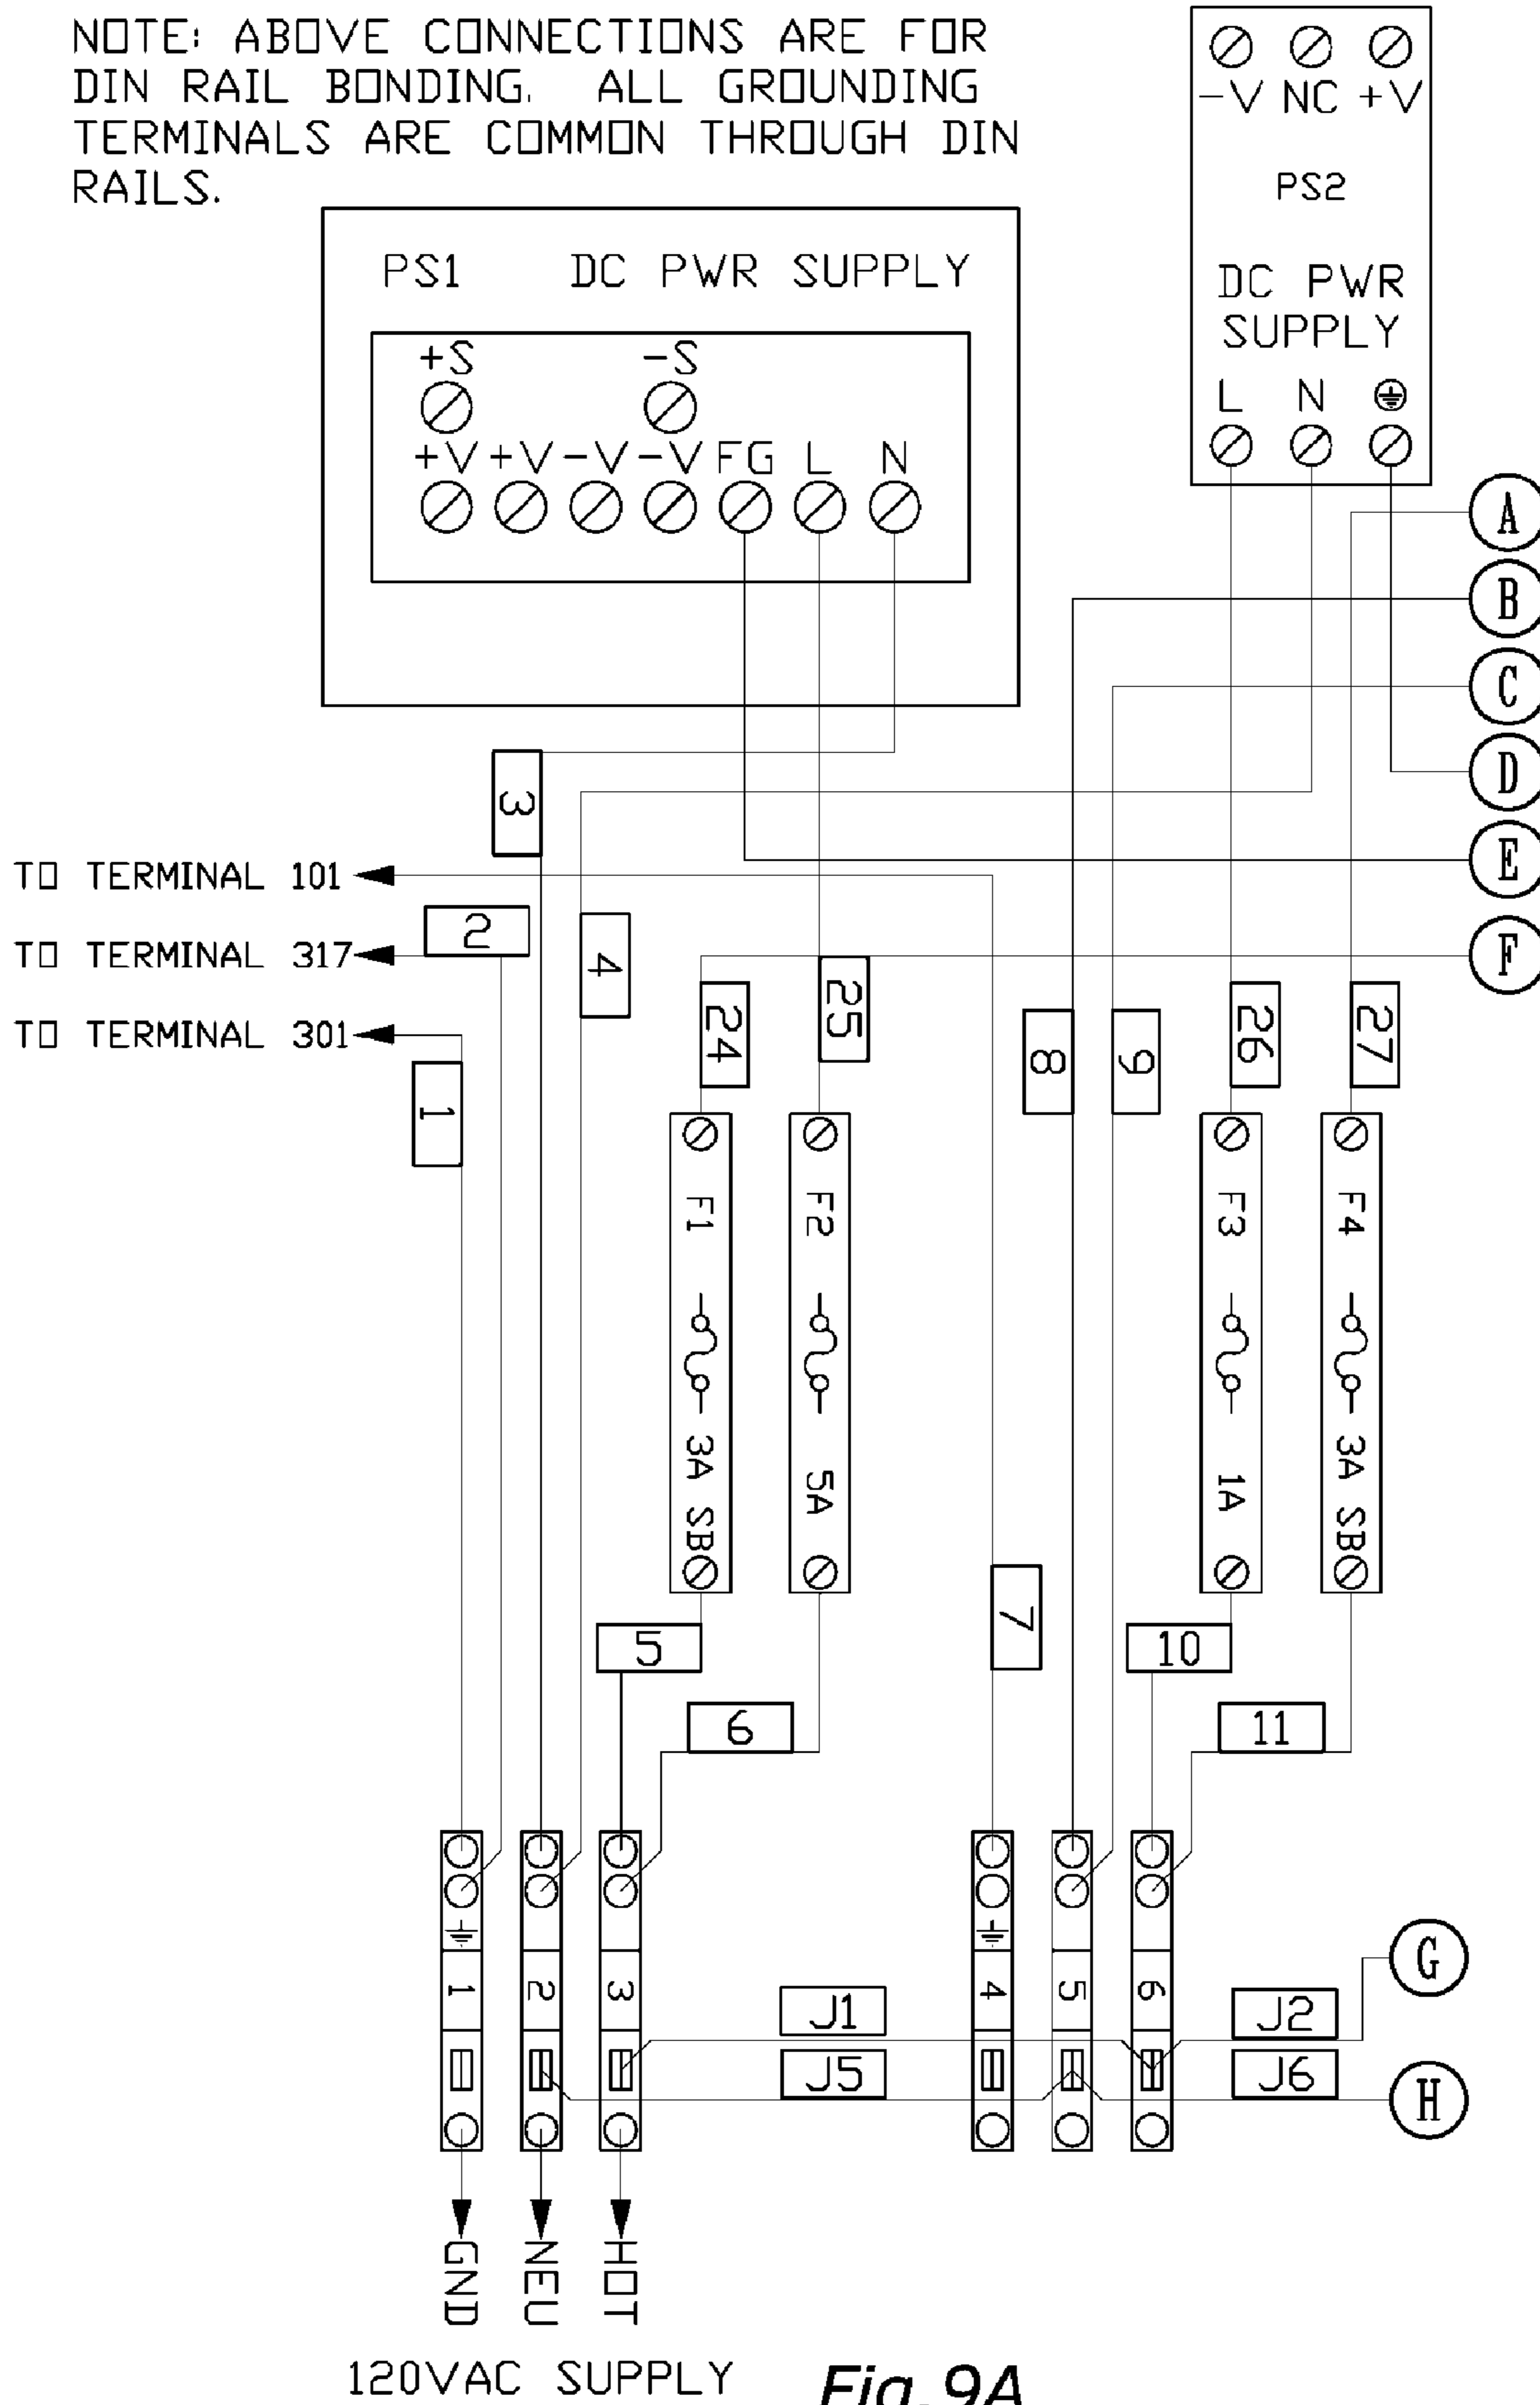 NOTE: ABOVE CONNECTIONS ARE FOR
DIN RAIL BONDING. ALL GROUNDING
TERMINALS ARE COMMON THROUGH DIN
RAILS.
-V NC +V
PS2
DC PWR
SUPPLY
L N
PS1 DC PWR SUPPLY
+S -S
+V +V -V -V FG L N
A
B
C
D
E
F
3
TO TERMINAL 101
2
TO TERMINAL 317
4
TO TERMINAL 301
1
24
25
8
9
26
27
F1 3A SB
F2 5A
F3 1A
F4 3A SB
7
5
10
6
11
1
2
3
4
5
6
G
J1
J2
J5
J6
H
GND
NEU
HOT
120VAC SUPPLY
Fig. 9A